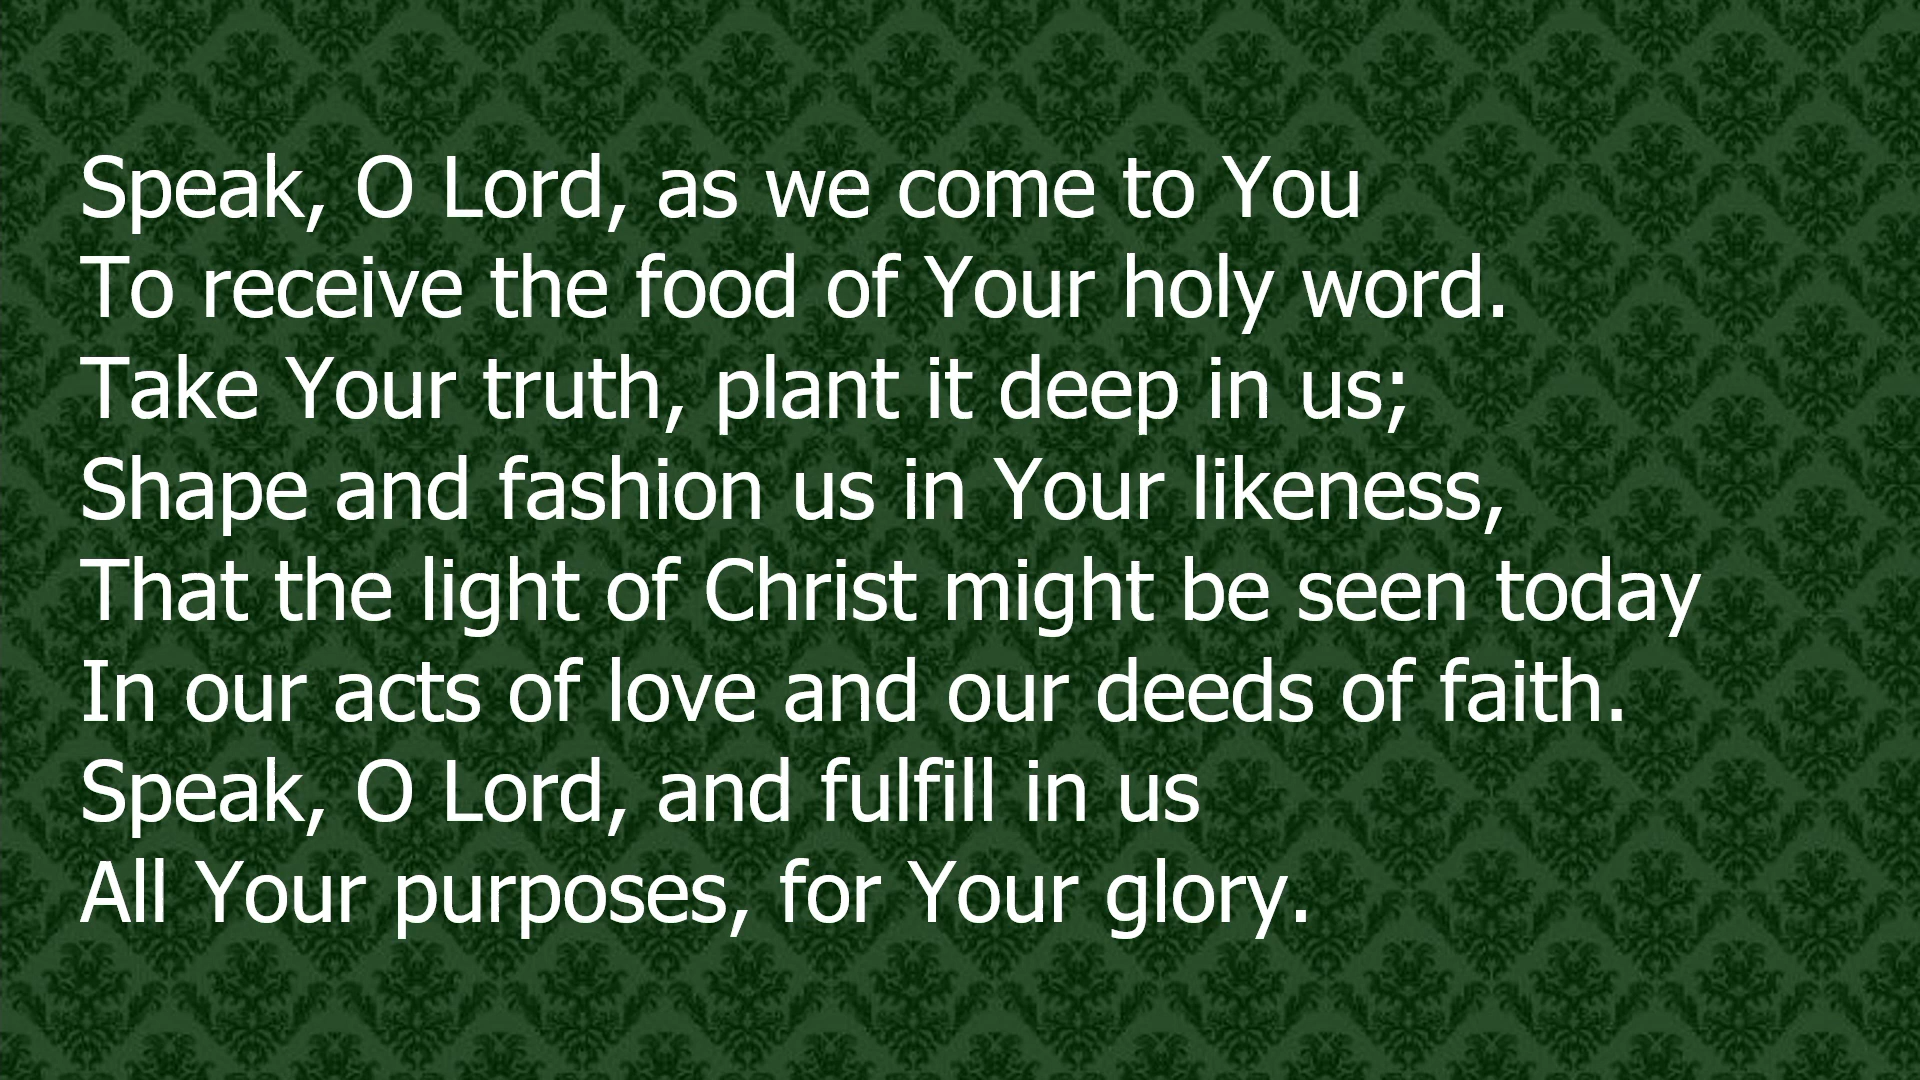 Speak, O Lord, as we come to You
To receive the food of Your holy word.
Take Your truth, plant it deep in us;
Shape and fashion us in Your likeness,
That the light of Christ might be seen today
In our acts of love and our deeds of faith.
Speak, O Lord, and fulfill in us
All Your purposes, for Your glory.